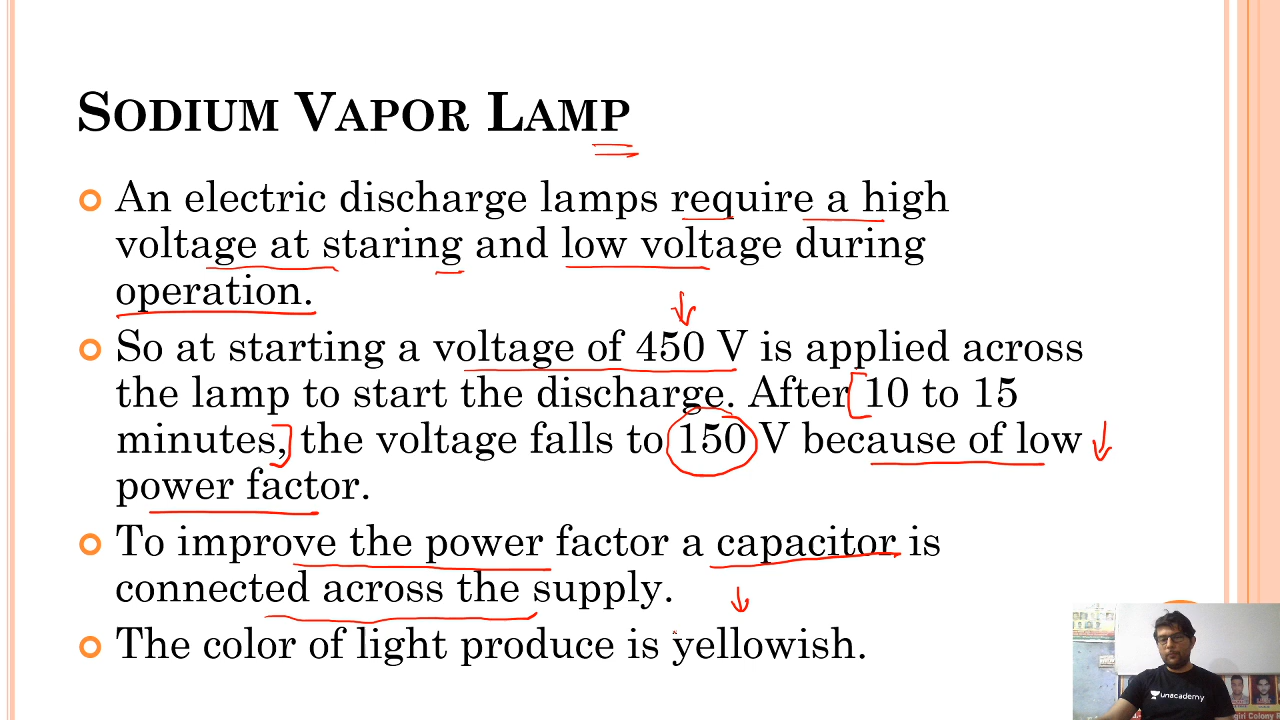 SODIUM VAPOR LAMP
An electric discharge lamps require a high
voltage at staring and low voltage during
operation.
So at starting a voltage of 450 V is applied across
the lamp to start the discharge. After 10 to 15
minutes, the voltage falls to 150 V because of low
power factor.
To improve the power factor a capacitor is
connected across the supply.
The color of light produce is yellowish.
unacademy
girl Colony